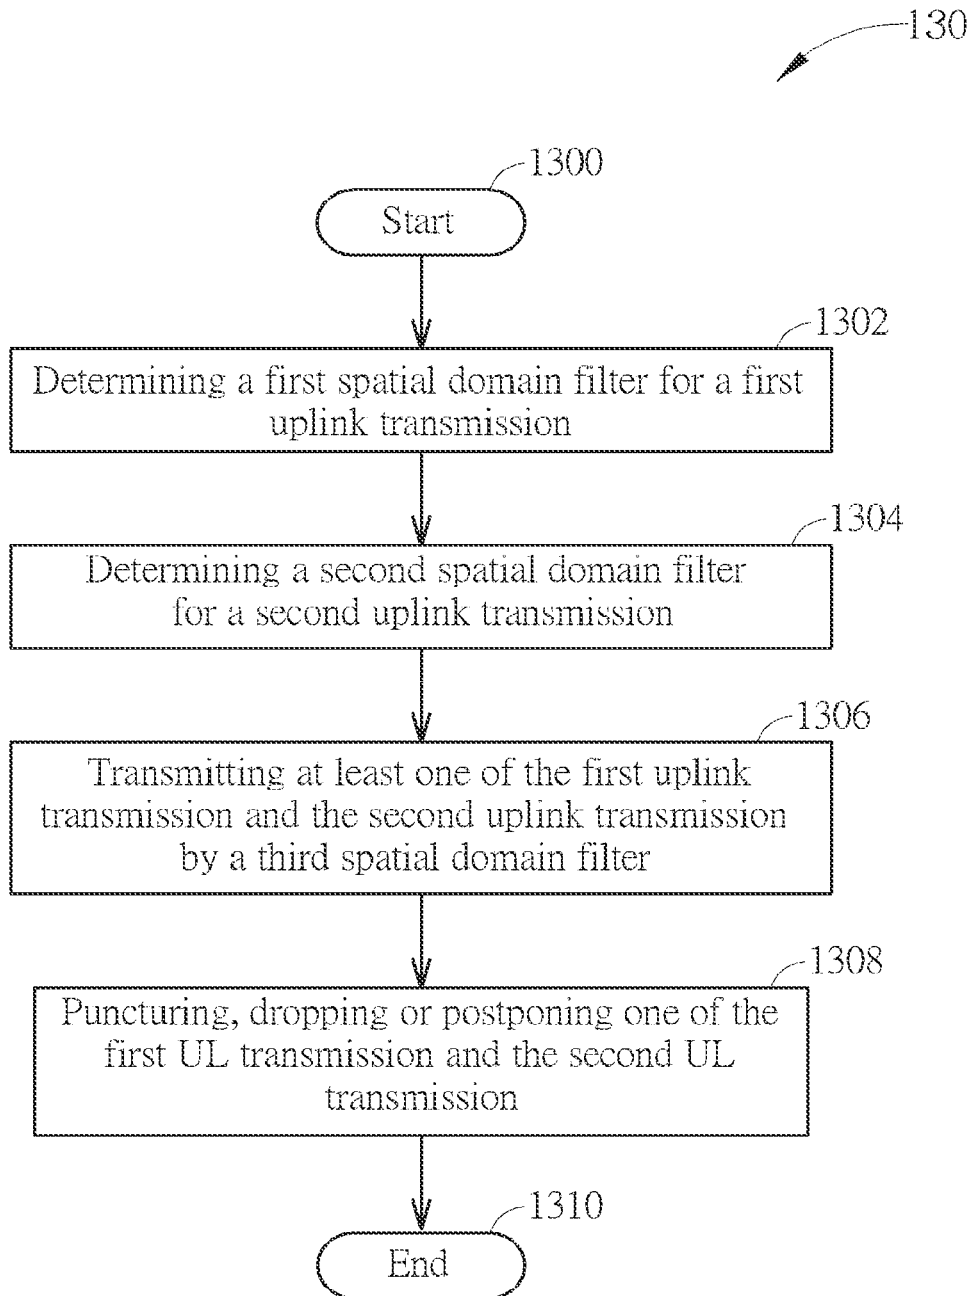 130
1300
Start
1302
Determining a first spatial domain filter for a first
uplink transmission
1304
Determining a second spatial domain filter
for a second uplink transmission
1306
Transmitting at least one of the first uplink
transmission and the second uplink transmission
by a third spatial domain filter
1308
Puncturing, dropping or postponing one of the
first UL transmission and the second UL
transmission
1310
End